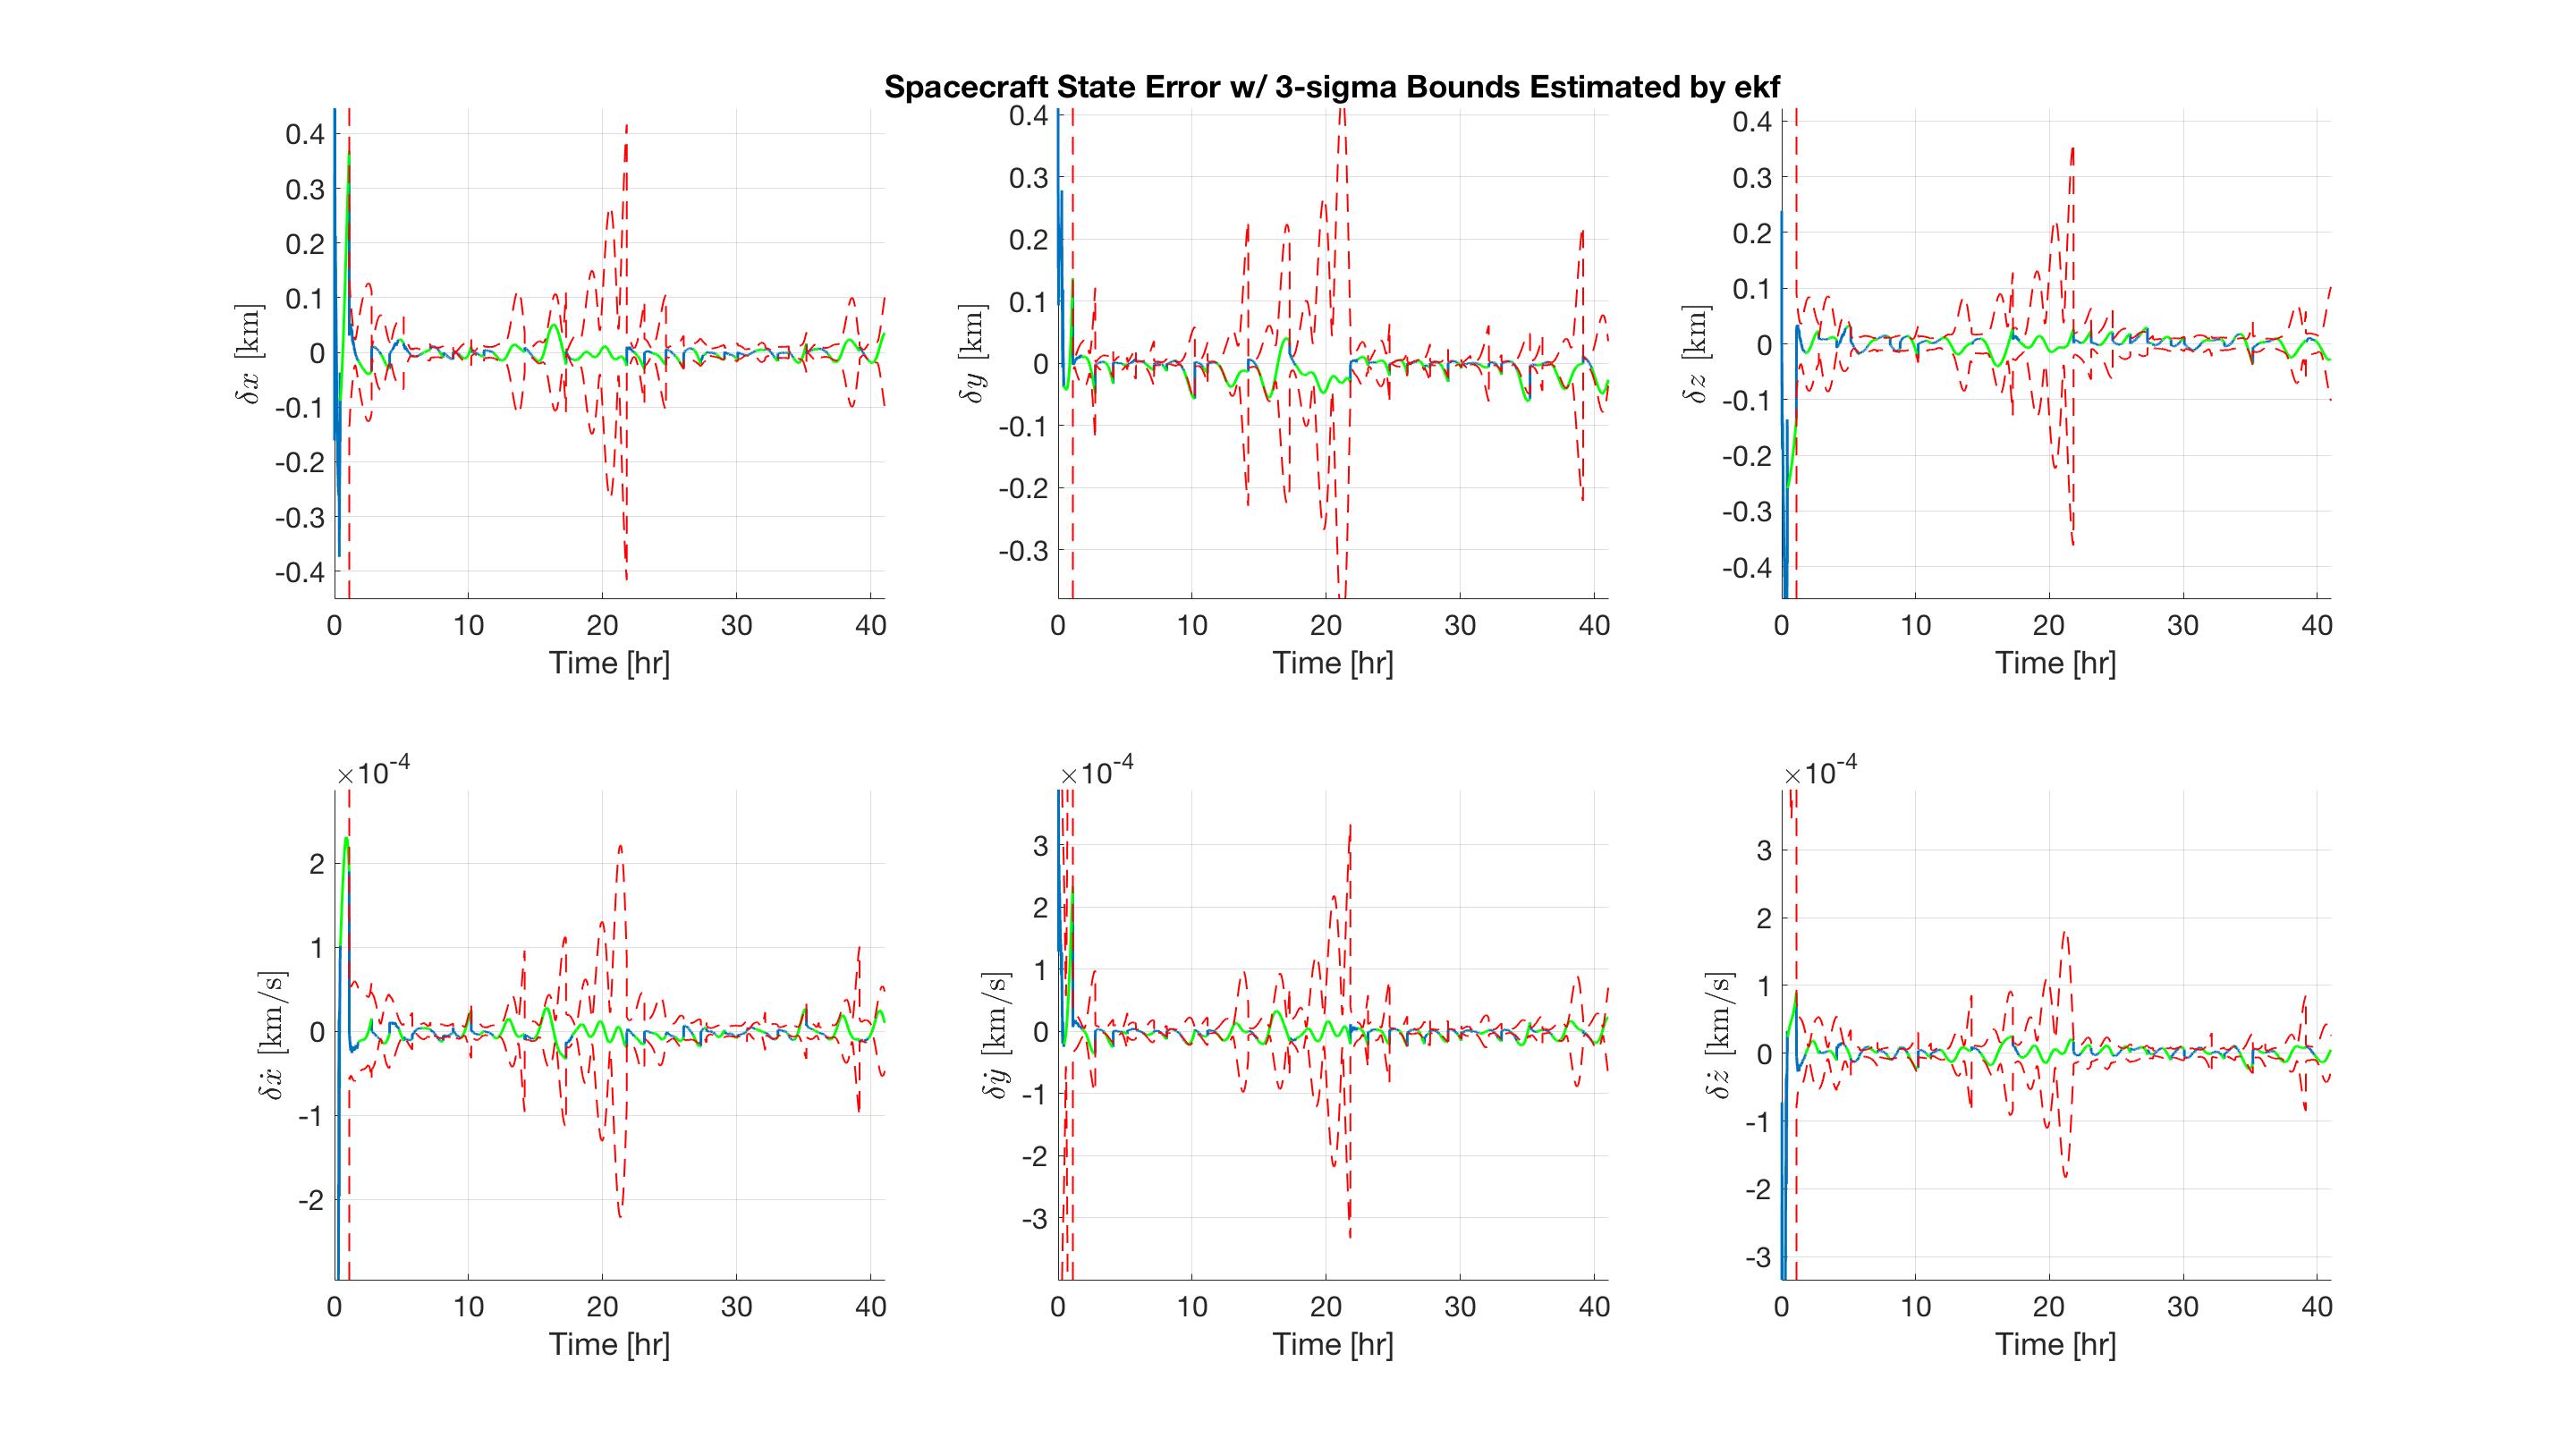 Spacecraft State Error w/ 3-sigma Bounds Estimated by ekf
δx [km]
0.4
0.3
0.2
0.1
0
-0.1
-0.2
-0.3
-0.4
0 10 20 30 40
Time [hr]
δy [km]
0.4
0.3
0.2
0.1
0
-0.1
-0.2
-0.3
0 10 20 30 40
Time [hr]
δz [km]
0.4
0.3
0.2
0.1
0
-0.1
-0.2
-0.3
-0.4
0 10 20 30 40
Time [hr]
×10-4
δẋ [km/s]
2
1
0
-1
-2
0 10 20 30 40
Time [hr]
×10-4
δẏ [km/s]
3
2
1
0
-1
-2
-3
0 10 20 30 40
Time [hr]
×10-4
δż [km/s]
3
2
1
0
-1
-2
-3
0 10 20 30 40
Time [hr]